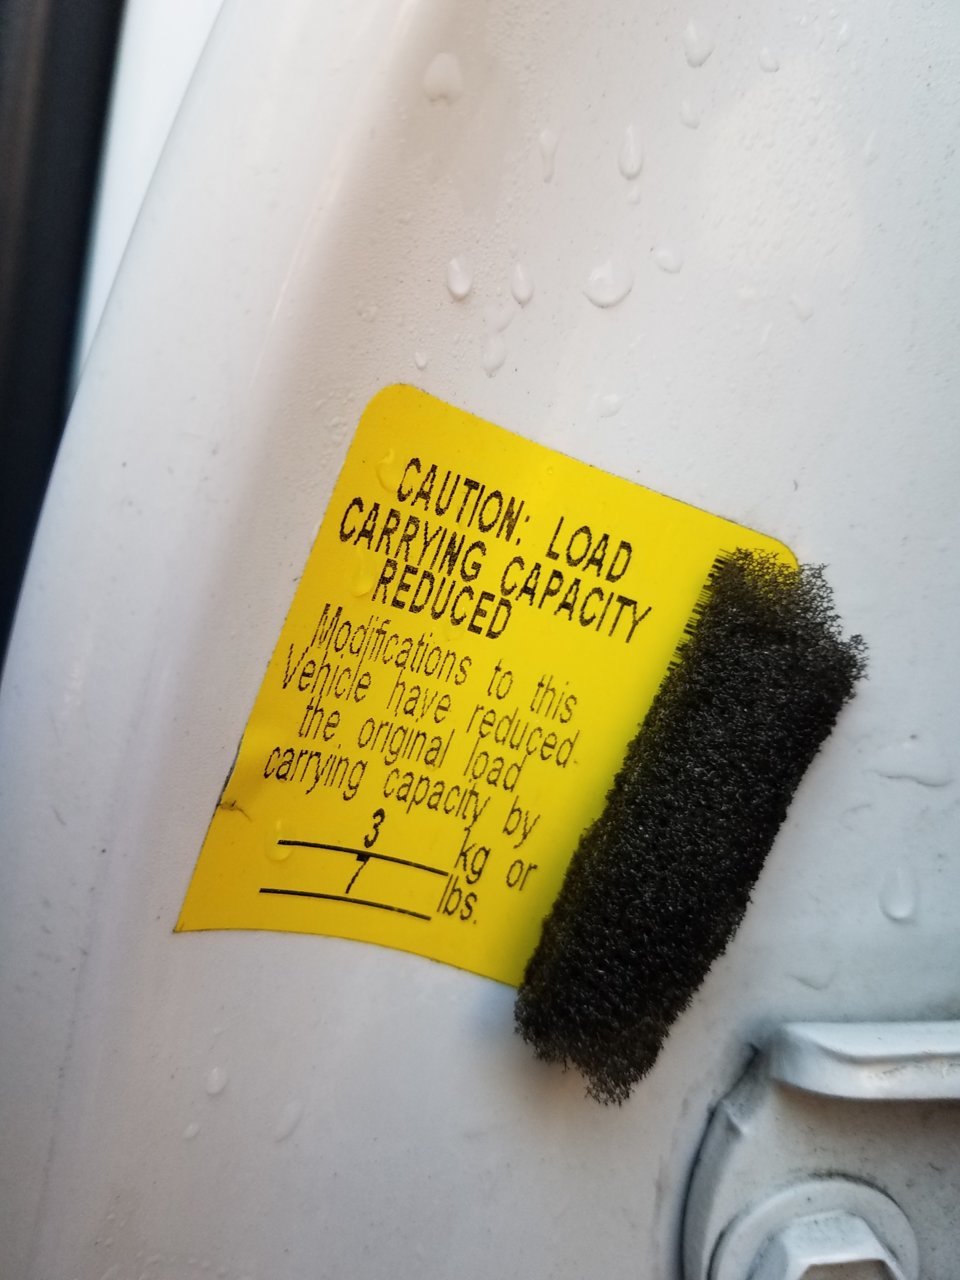 CAUTION: LOAD
CARRYING CAPACITY
REDUCED
Modifications to this
Vehicle have reduced
the original load
carrying capacity by
3 kg or
7 lbs.